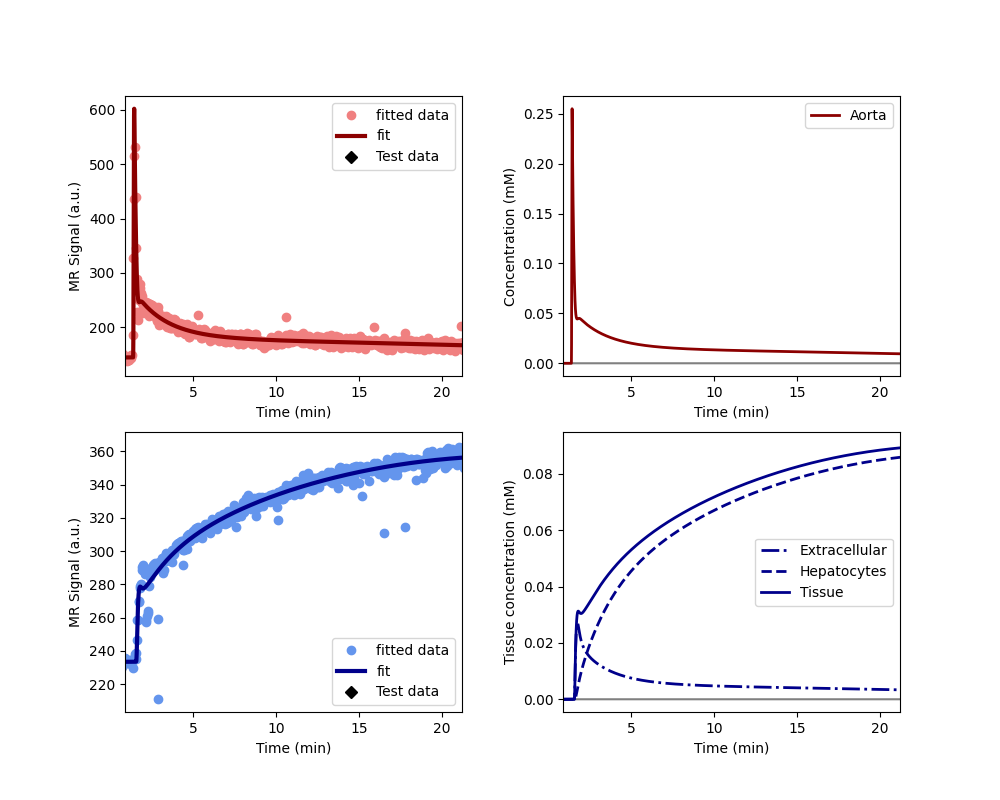 600
500
400
300
200
MR Signal (a.u.)
fitted data
fit
Test data
5
10
15
20
Time (min)
0.25
0.20
0.15
0.10
0.05
0.00
Concentration (mM)
Aorta
5
10
15
20
Time (min)
360
340
320
300
280
260
240
220
MR Signal (a.u.)
fitted data
fit
Test data
5
10
15
20
Time (min)
0.08
0.06
0.04
0.02
0.00
Tissue concentration (mM)
Extracellular
Hepatocytes
Tissue
5
10
15
20
Time (min)